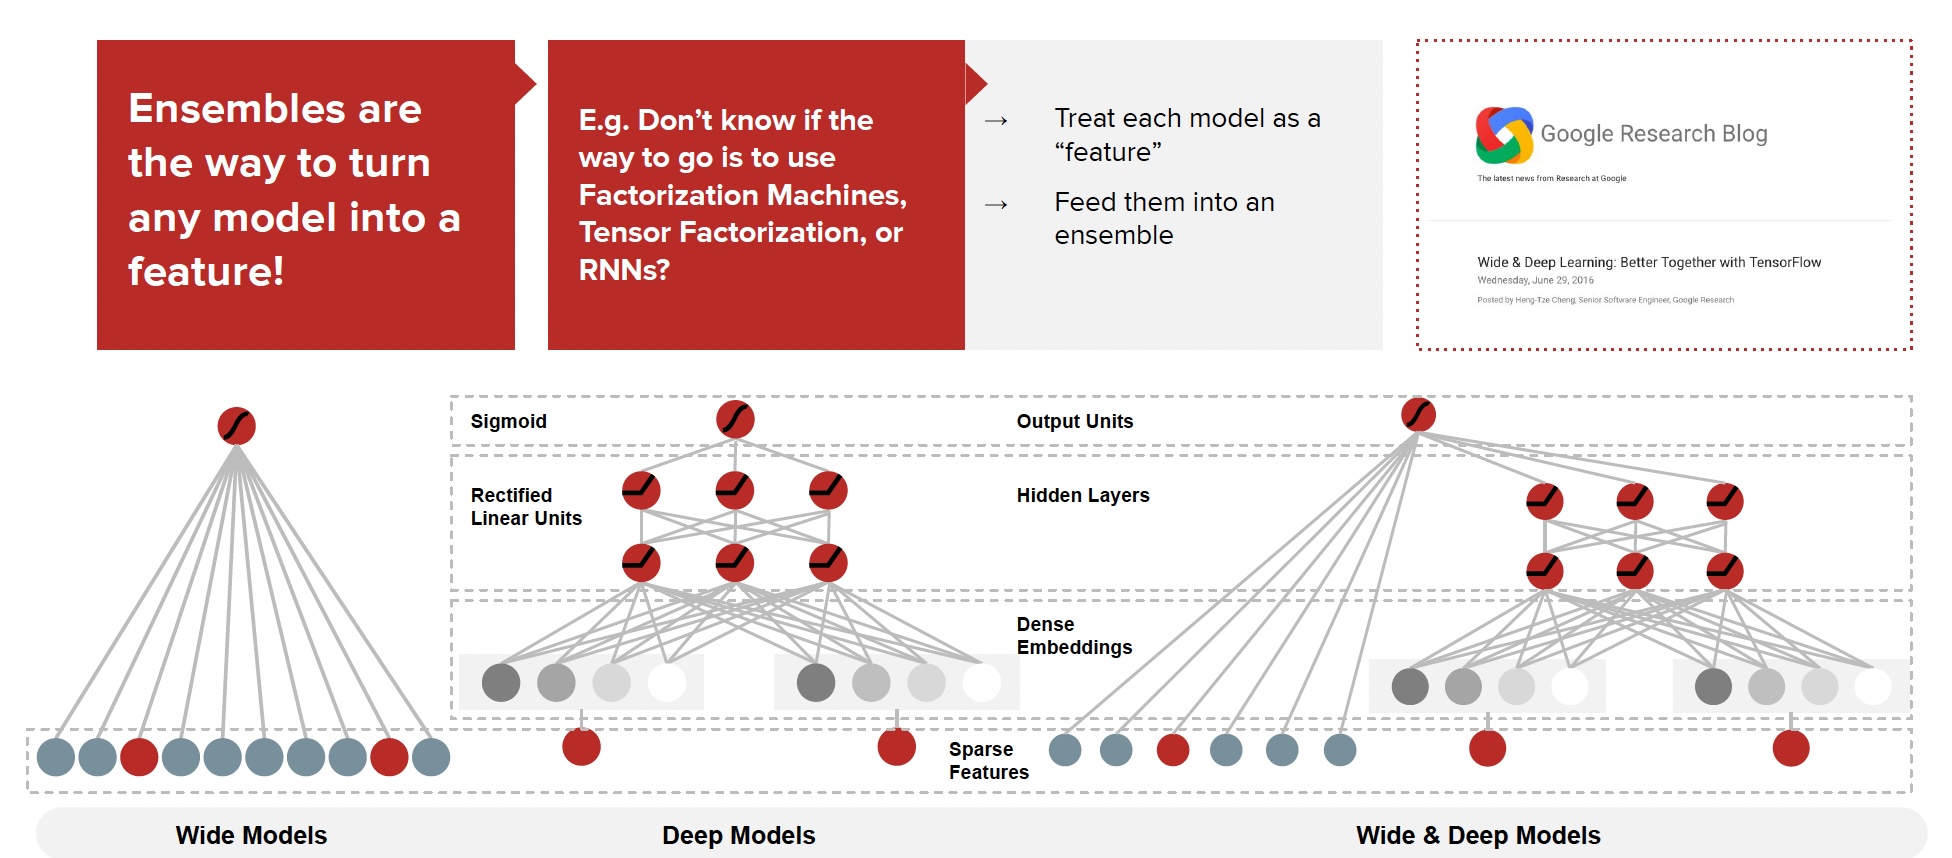 Ensembles are
the way to turn
any model into a
feature!
E.g. Don’t know if the
way to go is to use
Factorization Machines,
Tensor Factorization, or
RNNs?
→ Treat each model as a
“feature”
→ Feed them into an
ensemble
Google Research Blog
The latest news from Research at Google
Wide & Deep Learning: Better Together with TensorFlow
Wednesday, June 29, 2016
Posted by Heng-Tze Cheng, Senior Software Engineer, Google Research
Sigmoid
Output Units
Rectified
Linear Units
Hidden Layers
Dense
Embeddings
Sparse
Features
Wide Models
Deep Models
Wide & Deep Models